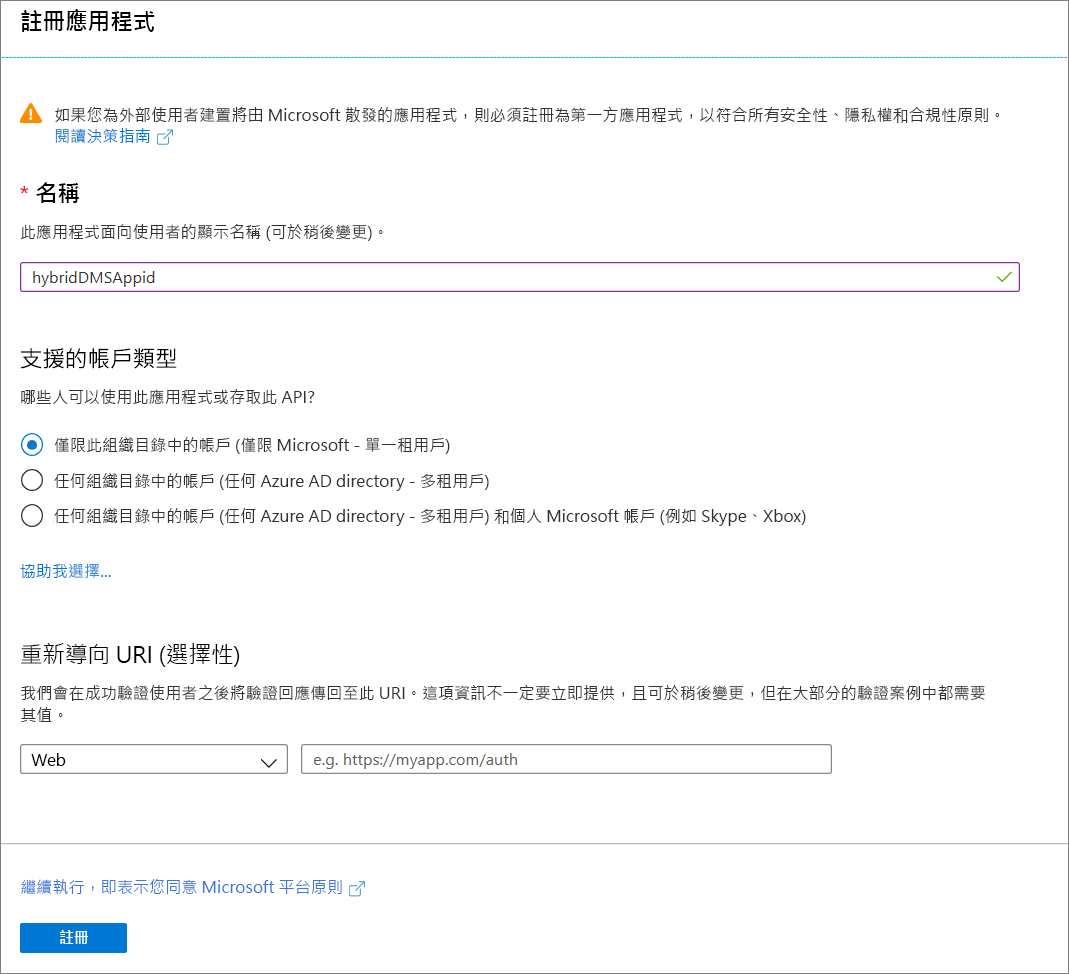 註冊應用程式
如果您為外部使用者建置將由 Microsoft 散發的應用程式，則必須註冊為第一方應用程式，以符合所有安全性、隱私權和合規性原則。
閱讀決策指南
* 名稱
此應用程式面向使用者的顯示名稱 (可於稍後變更)。
hybridDMSAppid
支援的帳戶類型
哪些人可以使用此應用程式或存取此 API?
僅限此組織目錄中的帳戶 (僅限 Microsoft - 單一租用戶)
任何組織目錄中的帳戶 (任何 Azure AD directory - 多租用戶)
任何組織目錄中的帳戶 (任何 Azure AD directory - 多租用戶) 和個人 Microsoft 帳戶 (例如 Skype、Xbox)
協助我選擇...
重新導向 URI (選擇性)
我們會在成功驗證使用者之後將驗證回應傳回至此 URI。這項資訊不一定要立即提供，且可於稍後變更，但在大部分的驗證案例中都需要
其值。
Web
e.g. https://myapp.com/auth
繼續執行，即表示您同意 Microsoft 平台原則
註冊